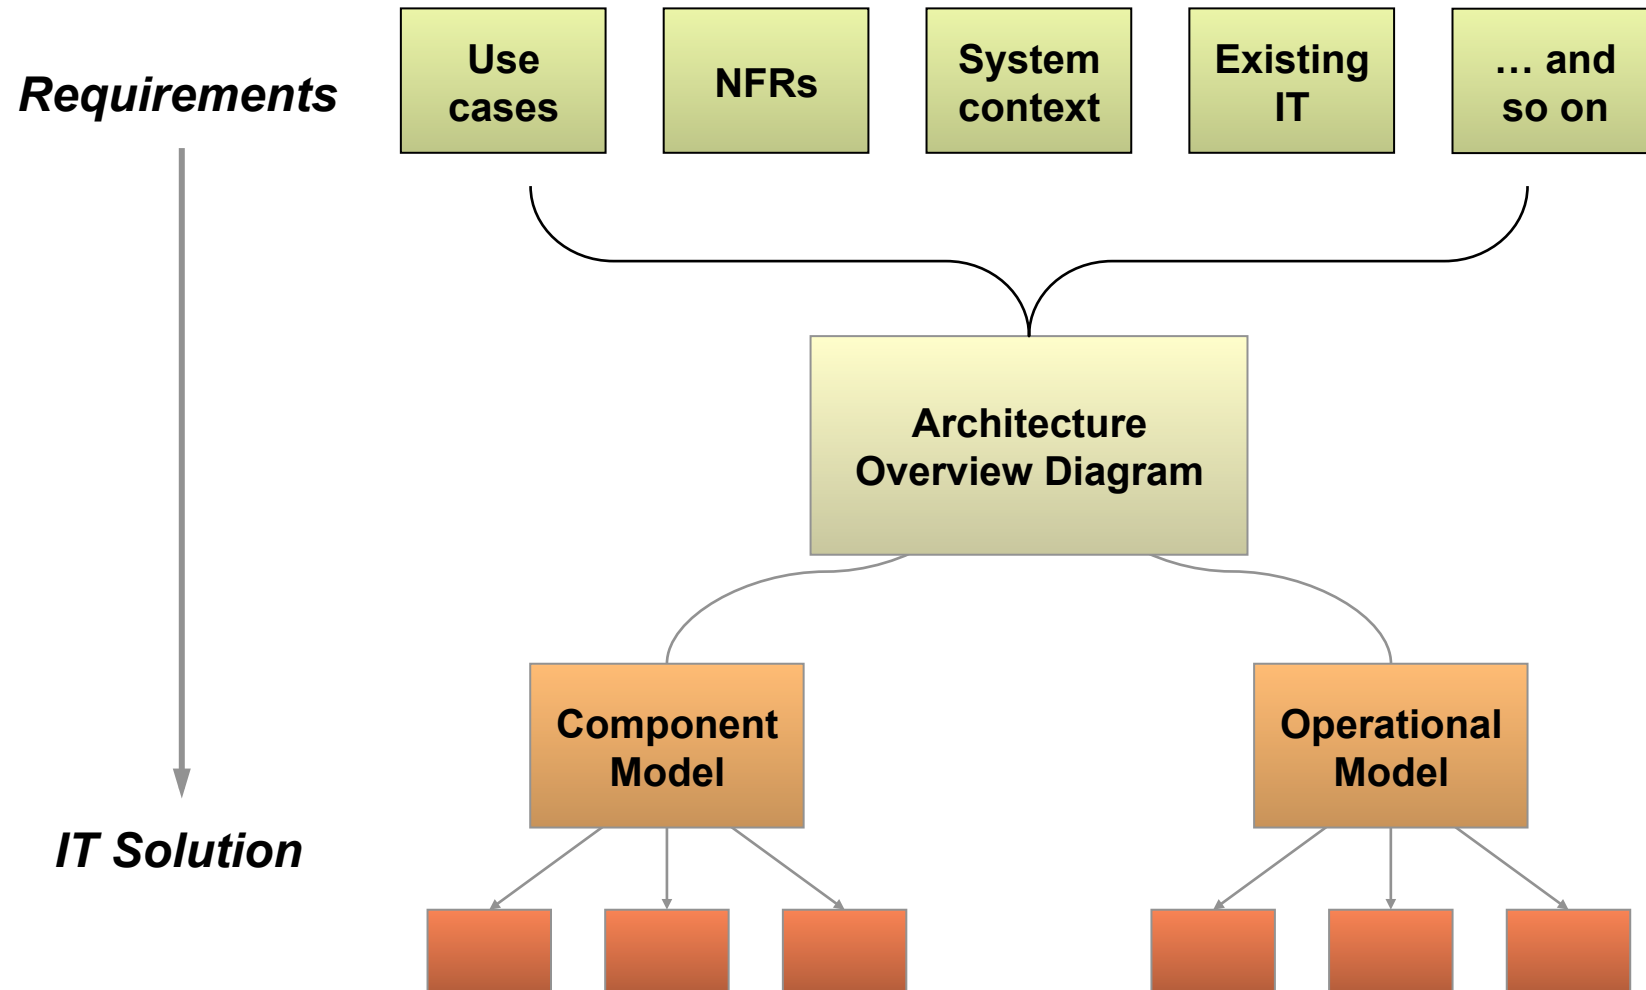 Requirements
Use
cases
NFRs
System
context
Existing
IT
… and
so on
Architecture
Overview Diagram
Component
Model
Operational
Model
IT Solution